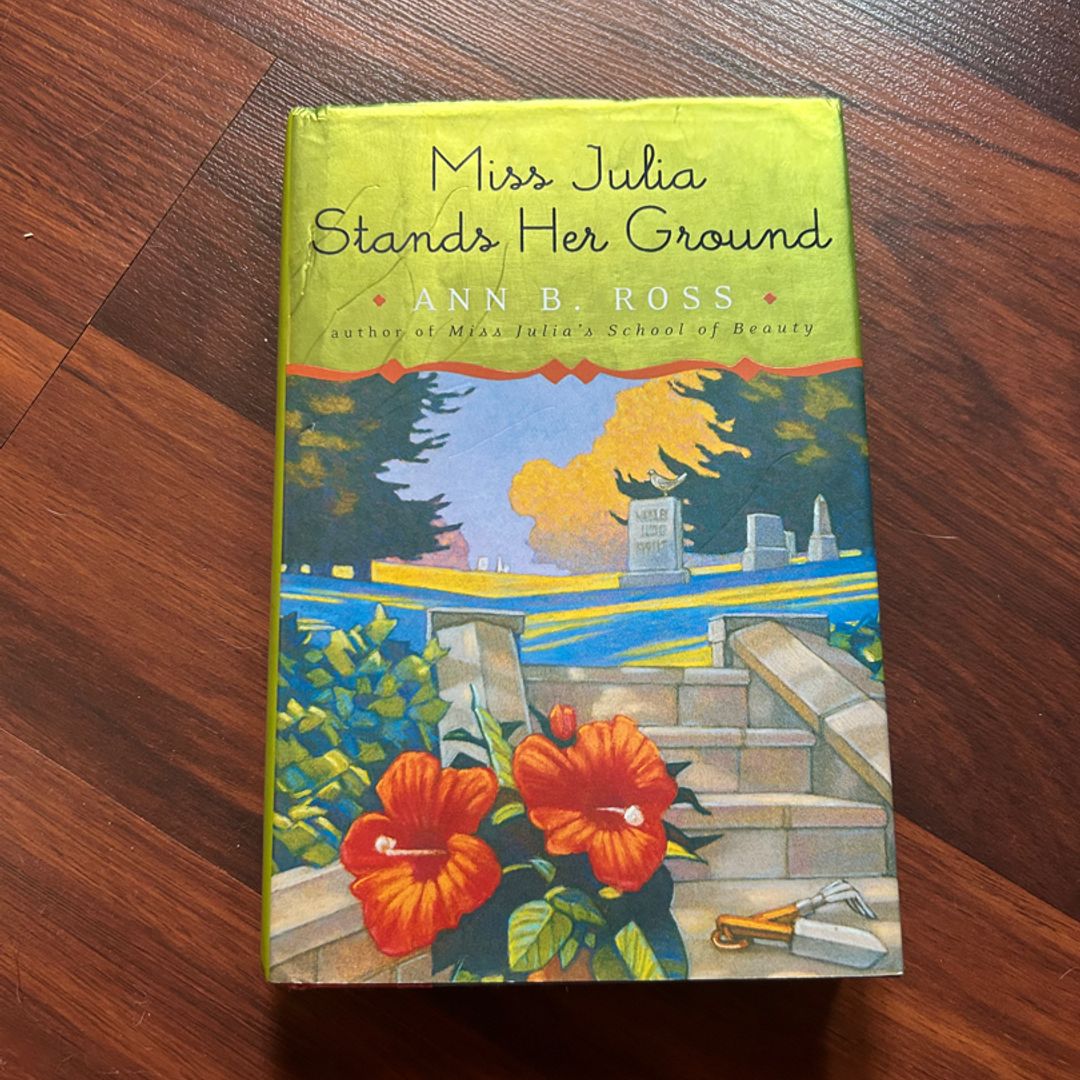 Miss Julia
Stands Her Ground
ANN B. ROSS
author of Miss Julia's School of Beauty